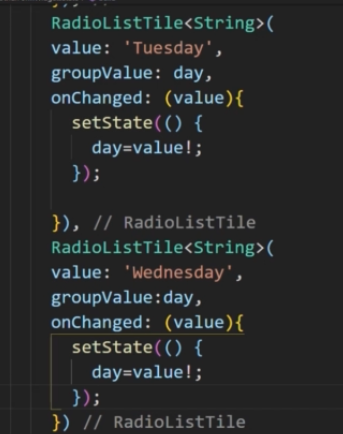 RadioListTile<String>(
value: 'Tuesday',
groupValue: day,
onChanged: (value){
setState(() {
day=value!;
});
}), // RadioListTile
RadioListTile<String>(
value: 'Wednesday',
groupValue:day,
onChanged: (value){
setState(() {
day=value!;
});
}) // RadioListTile